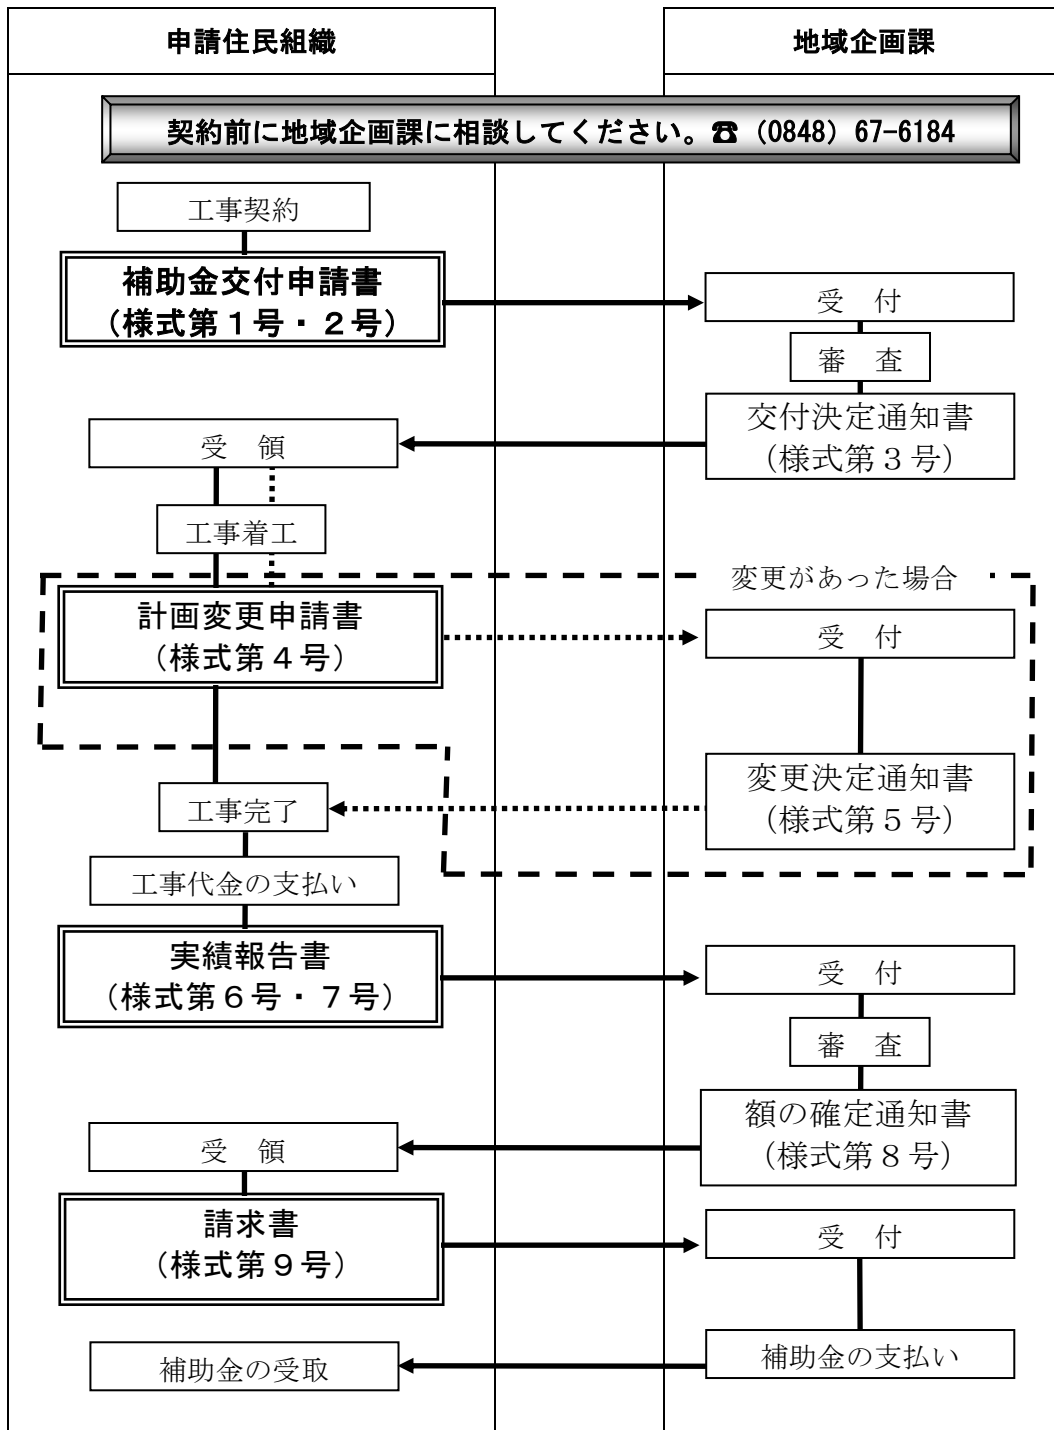 申請住民組織
地域企画課
契約前に地域企画課に相談してください。☎（0848）67-6184
工事契約
補助金交付申請書
（様式第１号・２号）
受　付
審　査
交付決定通知書
（様式第３号）
受　領
工事着工
変更があった場合
計画変更申請書
（様式第４号）
受　付
変更決定通知書
（様式第５号）
工事完了
工事代金の支払い
実績報告書
（様式第６号・７号）
受　付
審　査
額の確定通知書
（様式第８号）
受　領
請求書
（様式第９号）
受　付
補助金の支払い
補助金の受取